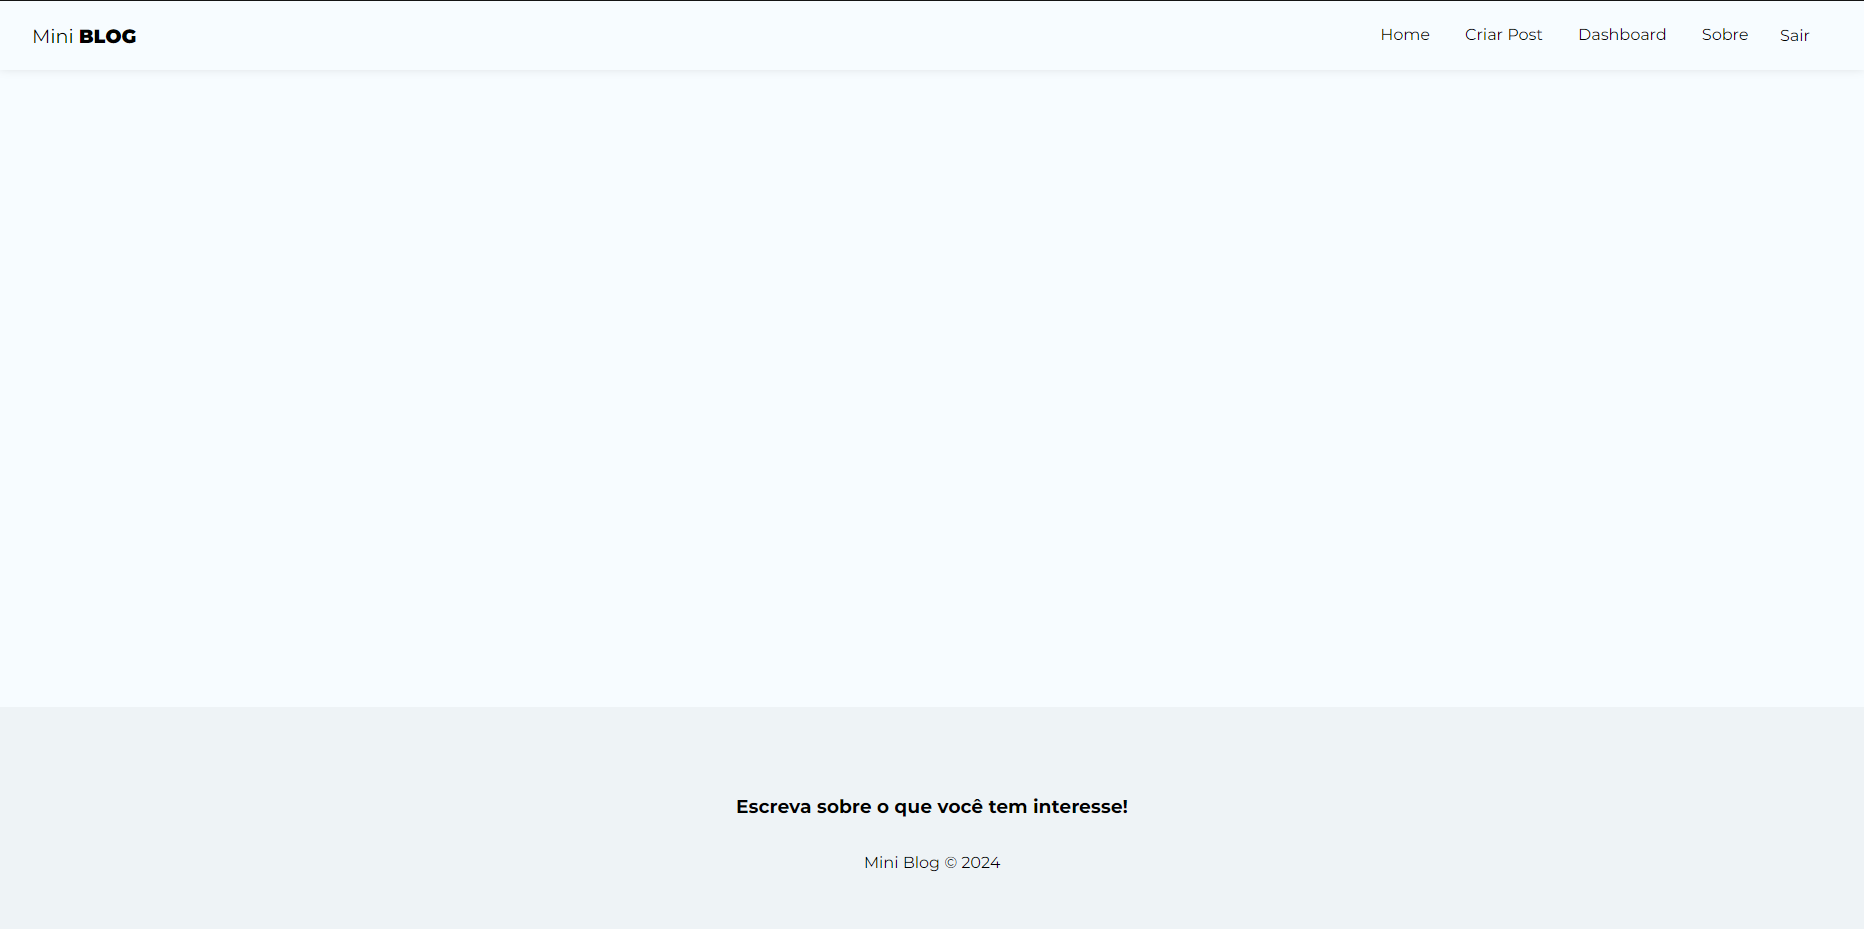 Mini BLOG
Home Criar Post Dashboard Sobre Sair
Escreva sobre o que você tem interesse!
Mini Blog © 2024